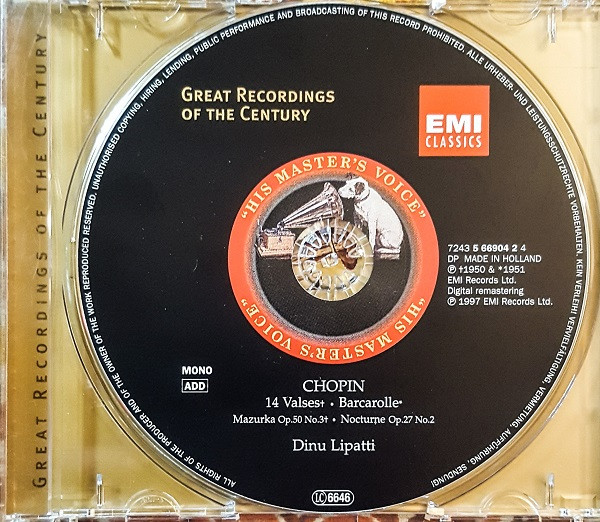 GREAT RECORDINGS OF THE CENTURY
ALL RIGHTS OF THE PRODUCER AND OF THE OWNER OF THE WORK REPRODUCED RESERVED. UNAUTHORISED COPYING, HIRING, LENDING, PUBLIC PERFORMANCE AND BROADCASTING OF THIS RECORD PROHIBITED. ALLE URHEBER- UND LEISTUNGSSCHUTZRECHTE VORBEHALTEN. KEIN VERLEIH! KEINE UNERLAUBTE VERVIELFÄLTIGUNG, VERMIETUNG, AUFFÜHRUNG, SENDUNG!
GREAT RECORDINGS
OF THE CENTURY
EMI
CLASSICS
"HIS MASTER'S VOICE"
"HIS MASTER'S VOICE"
7243 5 66904 2 4
DP MADE IN HOLLAND
℗ †1950 & *1951
EMI Records Ltd.
Digital remastering
℗ 1997 EMI Records Ltd.
MONO
ADD
CHOPIN
14 Valses† • Barcarolle*
Mazurka Op.50 No.3† • Nocturne Op.27 No.2
Dinu Lipatti
LC 6646